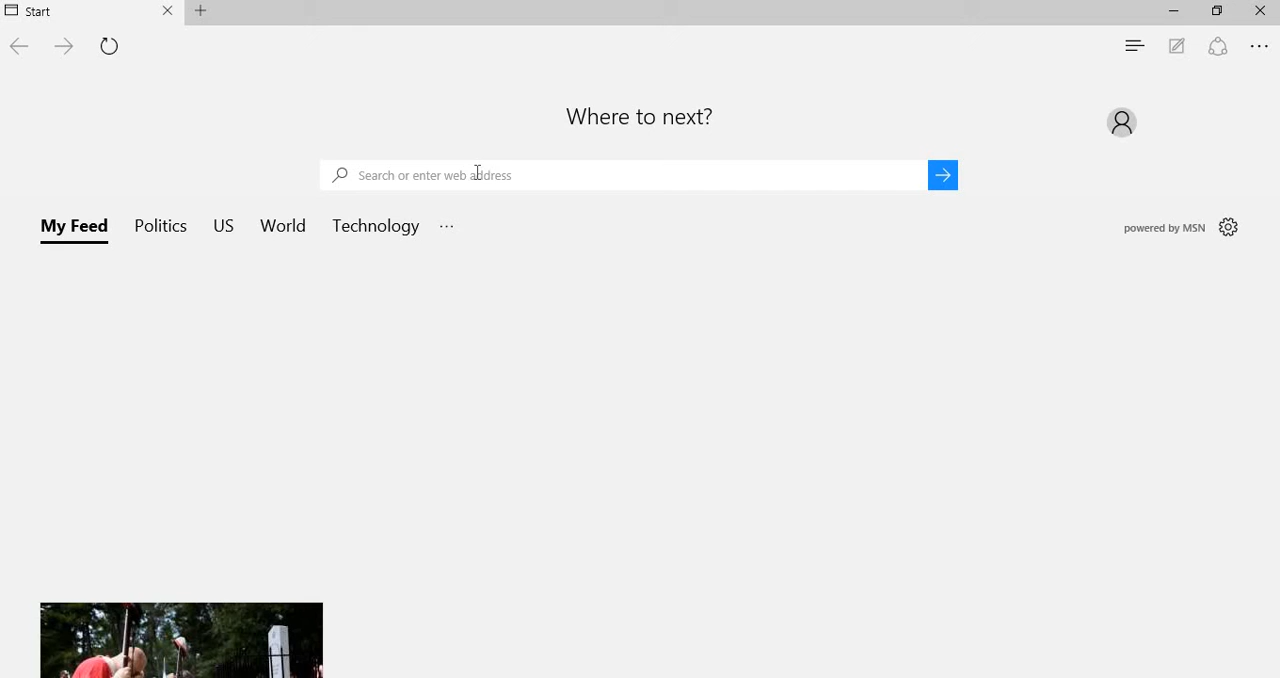 Start
Where to next?
Search or enter web address
My Feed Politics US World Technology ...
powered by MSN